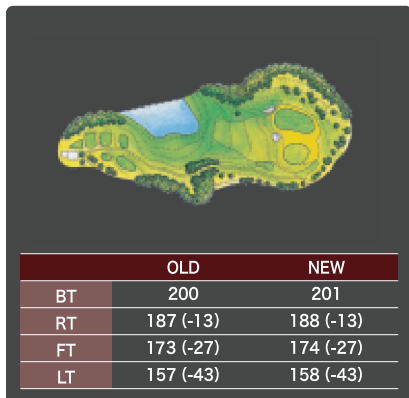 OLD NEW
BT 200 201
RT 187 (-13) 188 (-13)
FT 173 (-27) 174 (-27)
LT 157 (-43) 158 (-43)